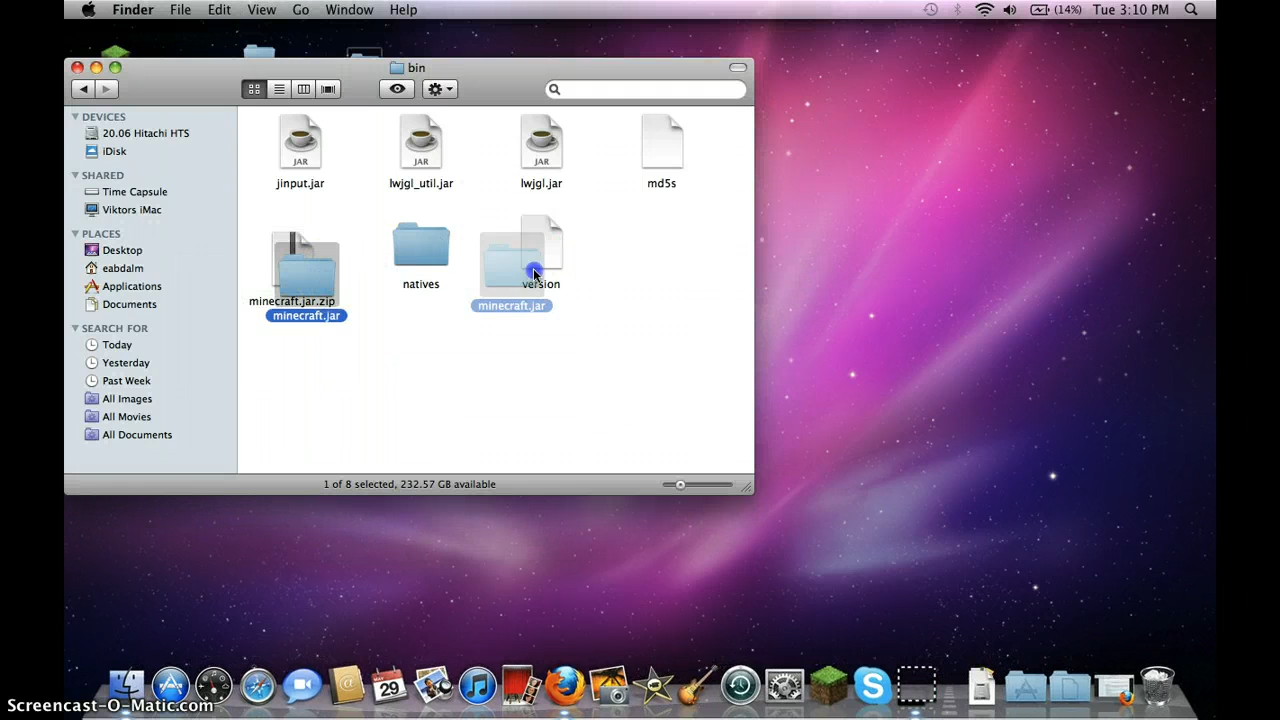 Finder File Edit View Go Window Help (14%) Tue 3:10 PM
bin
DEVICES
20.06 Hitachi HTS
iDisk
SHARED
Time Capsule
Viktors iMac
PLACES
Desktop
eabdalm
Applications
Documents
SEARCH FOR
Today
Yesterday
Past Week
All Images
All Movies
All Documents
JAR JAR JAR
jinput.jar lwjgl_util.jar lwjgl.jar md5s
minecraft.jar.zip natives version
minecraft.jar minecraft.jar
1 of 8 selected, 232.57 GB available
29
Screencast-O-Matic.com